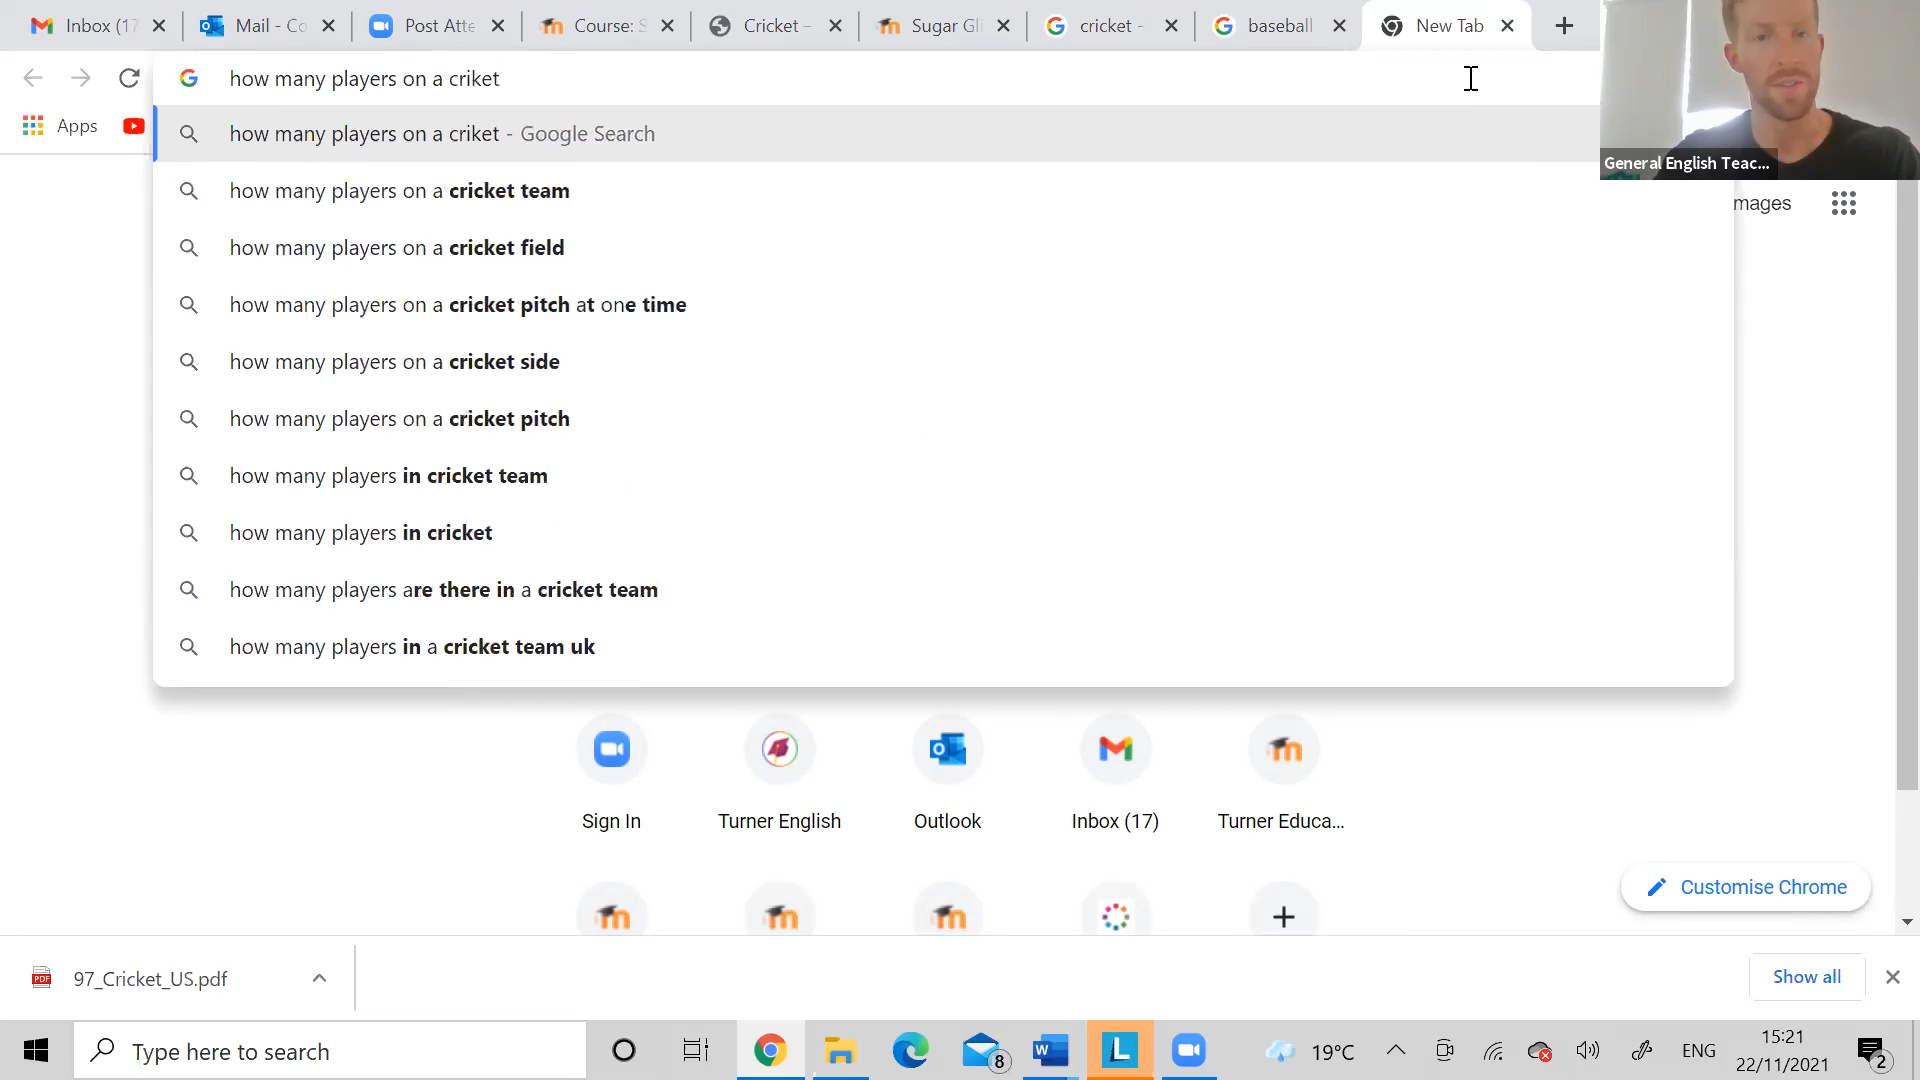 Inbox (17
Mail - Co
Post Atte
Course: S
Cricket –
Sugar Gli
cricket -
baseball
New Tab
how many players on a criket
Apps
how many players on a criket - Google Search
how many players on a cricket team
how many players on a cricket field
how many players on a cricket pitch at one time
how many players on a cricket side
how many players on a cricket pitch
how many players in cricket team
how many players in cricket
how many players are there in a cricket team
how many players in a cricket team uk
General English Teac...
mages
Sign In
Turner English
Outlook
Inbox (17)
Turner Educa...
Customise Chrome
97_Cricket_US.pdf
Show all
Type here to search
8
19°C
ENG
15:21
22/11/2021
2